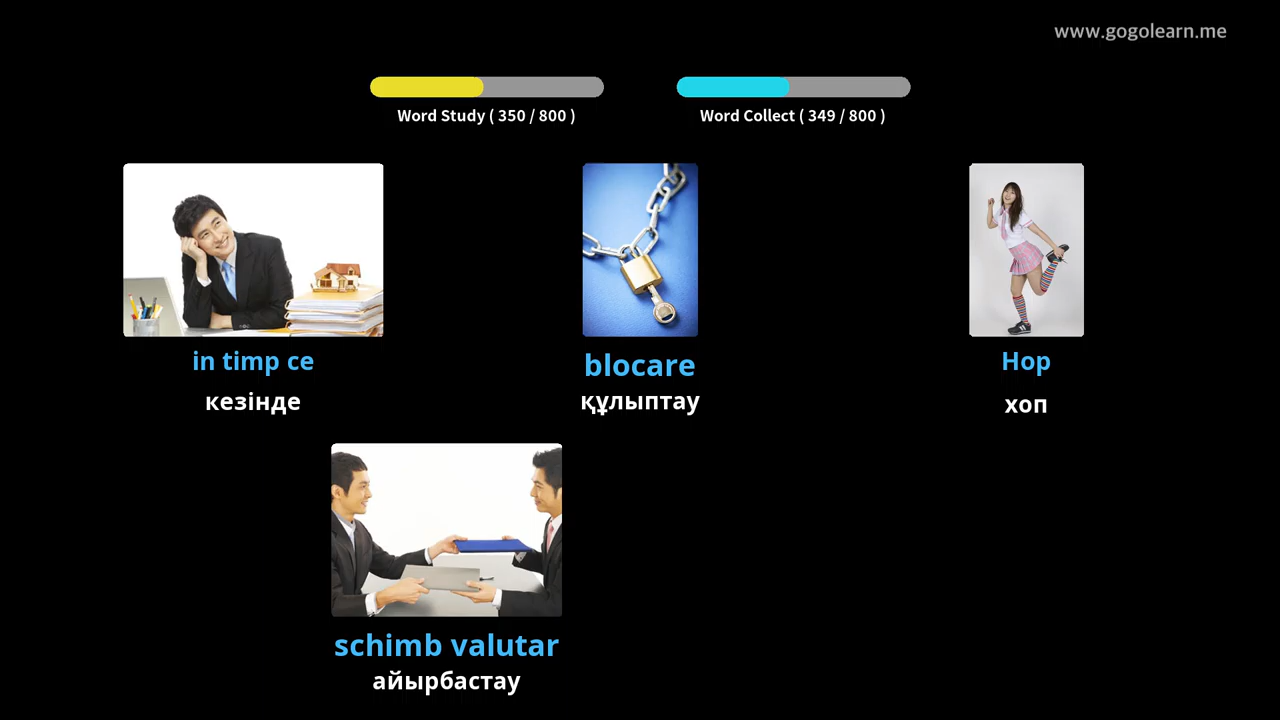 www.gogolearn.me
Word Study ( 350 / 800 )
Word Collect ( 349 / 800 )
in timp ce
кезінде
blocare
құлыптау
Hop
хоп
schimb valutar
айырбастау